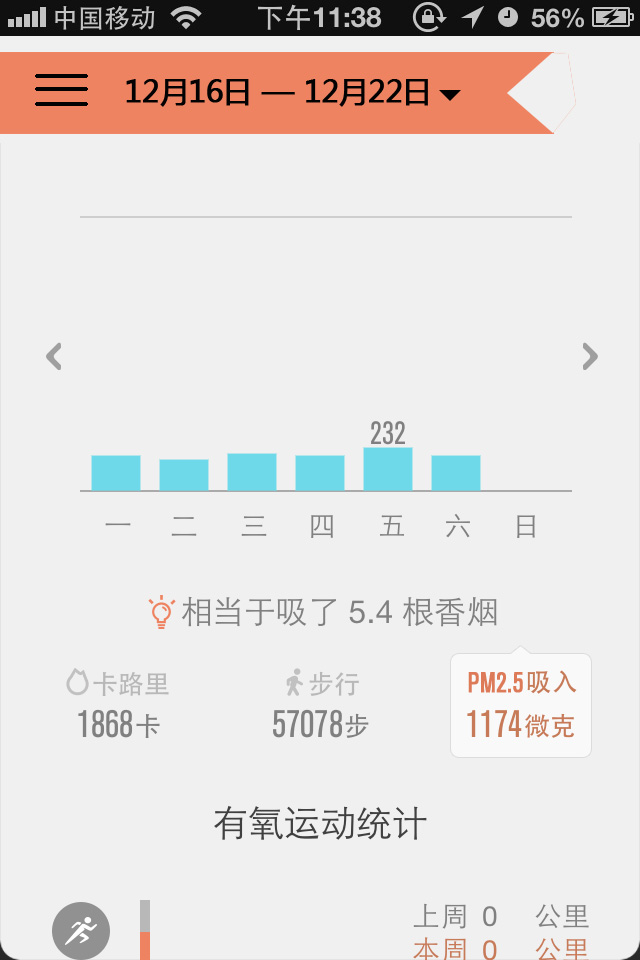 中国移动 下午11:38 56%
12月16日 — 12月22日
232
一 二 三 四 五 六 日
相当于吸了 5.4 根香烟
卡路里 步行 PM2.5吸入
1868卡 57078步 1174微克
有氧运动统计
上周 0 公里
本周 0 公里